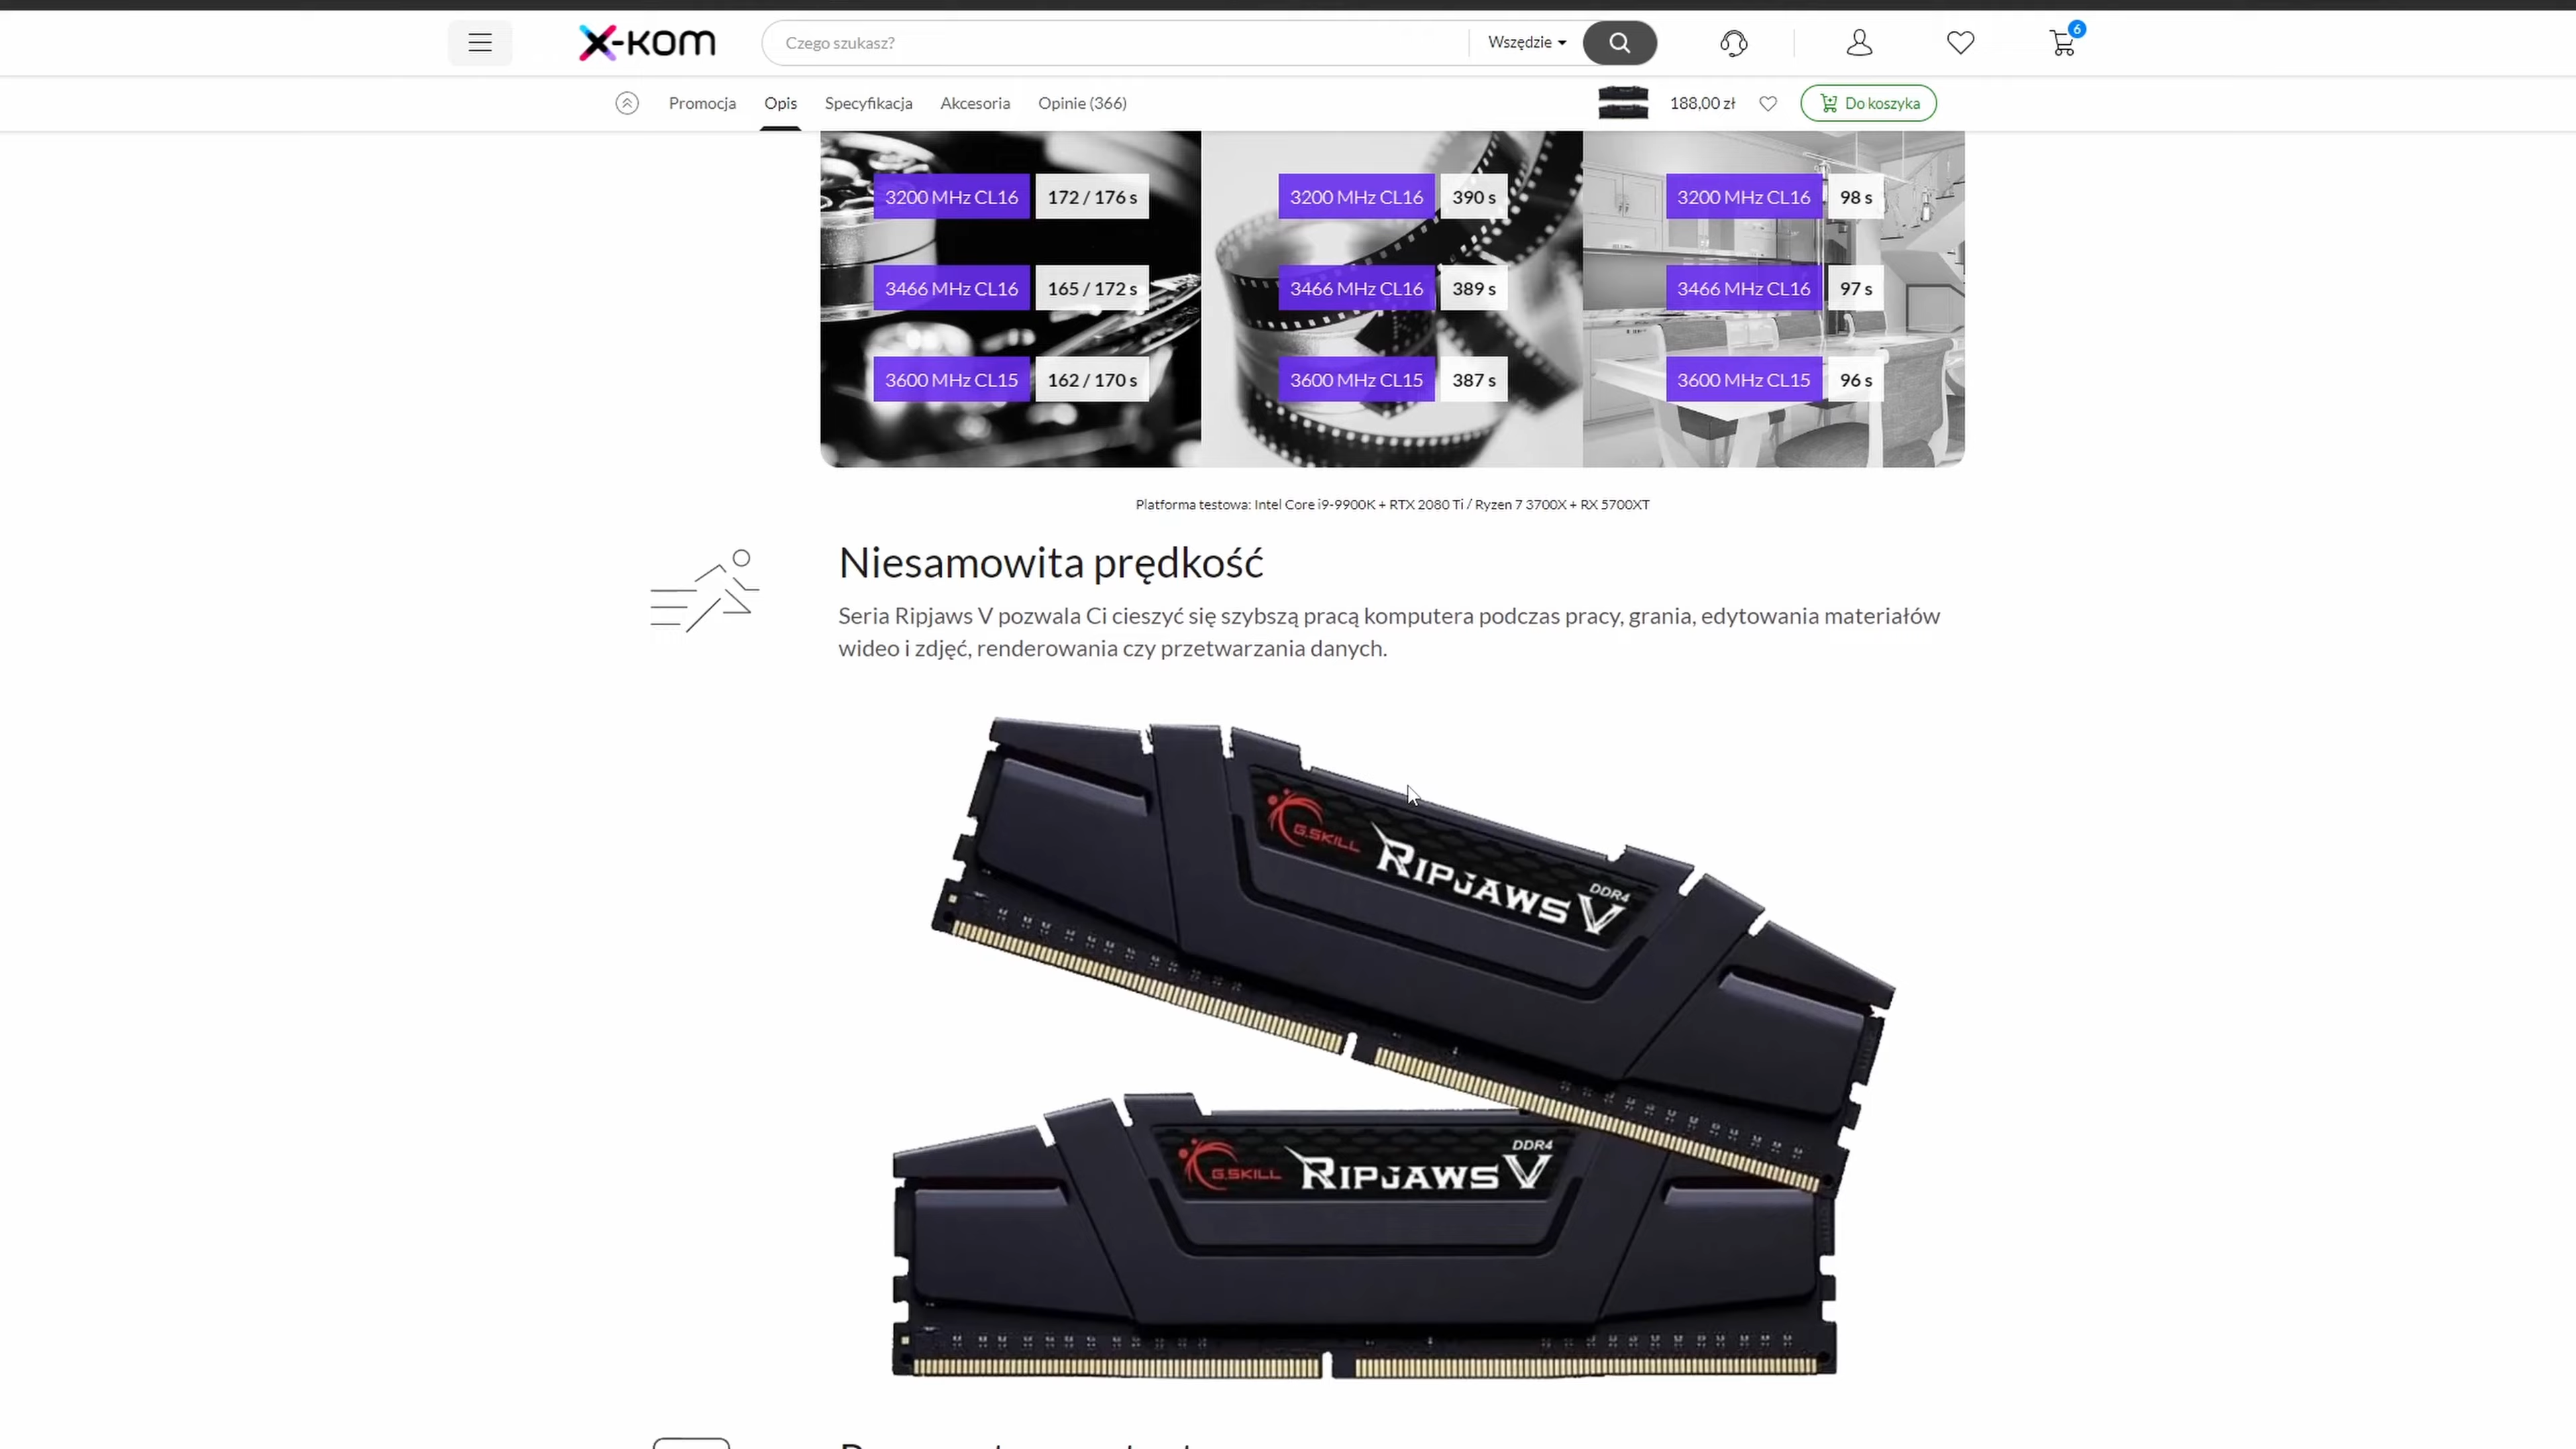 x-kom
Czego szukasz?
Wszędzie
6
Promocja
Opis
Specyfikacja
Akcesoria
Opinie (366)
188,00 zł
Do koszyka
3200 MHz CL16 172 / 176 s
3466 MHz CL16 165 / 172 s
3600 MHz CL15 162 / 170 s
3200 MHz CL16 390 s
3466 MHz CL16 389 s
3600 MHz CL15 387 s
3200 MHz CL16 98 s
3466 MHz CL16 97 s
3600 MHz CL15 96 s
Platforma testowa: Intel Core i9-9900K + RTX 2080 Ti / Ryzen 7 3700X + RX 5700XT
Niesamowita prędkość
Seria Ripjaws V pozwala Ci cieszyć się szybszą pracą komputera podczas pracy, grania, edytowania materiałów
wideo i zdjęć, renderowania czy przetwarzania danych.
G.SKILL
RIPJAWS V
DDR4
G.SKILL
RIPJAWS V
DDR4